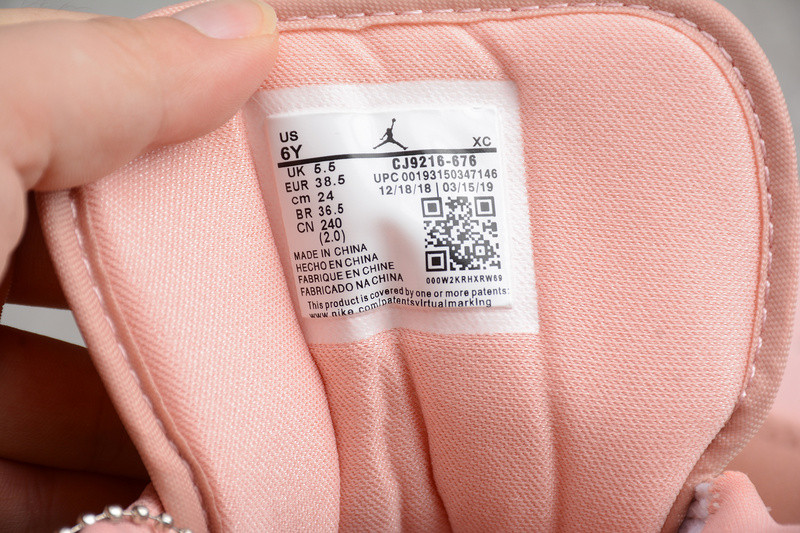 US
6Y
XC
UK 5.5
EUR 38.5
cm 24
BR 36.5
CN 240
(2.0)
CJ9216-676
UPC 00193150347146
12/18/18 | 03/15/19
000W2KRHXRW69
MADE IN CHINA
HECHO EN CHINA
FABRIQUE EN CHINE
FABRICADO NA CHINA
This product is covered by one or more patents:
www.nike.com/patentsvirtualmarking